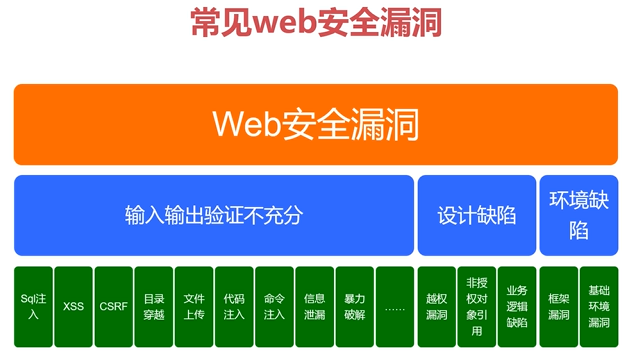 常见web安全漏洞
Web安全漏洞
输入输出验证不充分
设计缺陷
环境缺
陷
Sql注
入
XSS
CSRF
目录
穿越
文件
上传
代码
注入
命令
注入
信息
泄漏
暴力
破解
……
越权
漏洞
非授
权对
象引
用
业务
逻辑
缺陷
框架
漏洞
基础
环境
漏洞